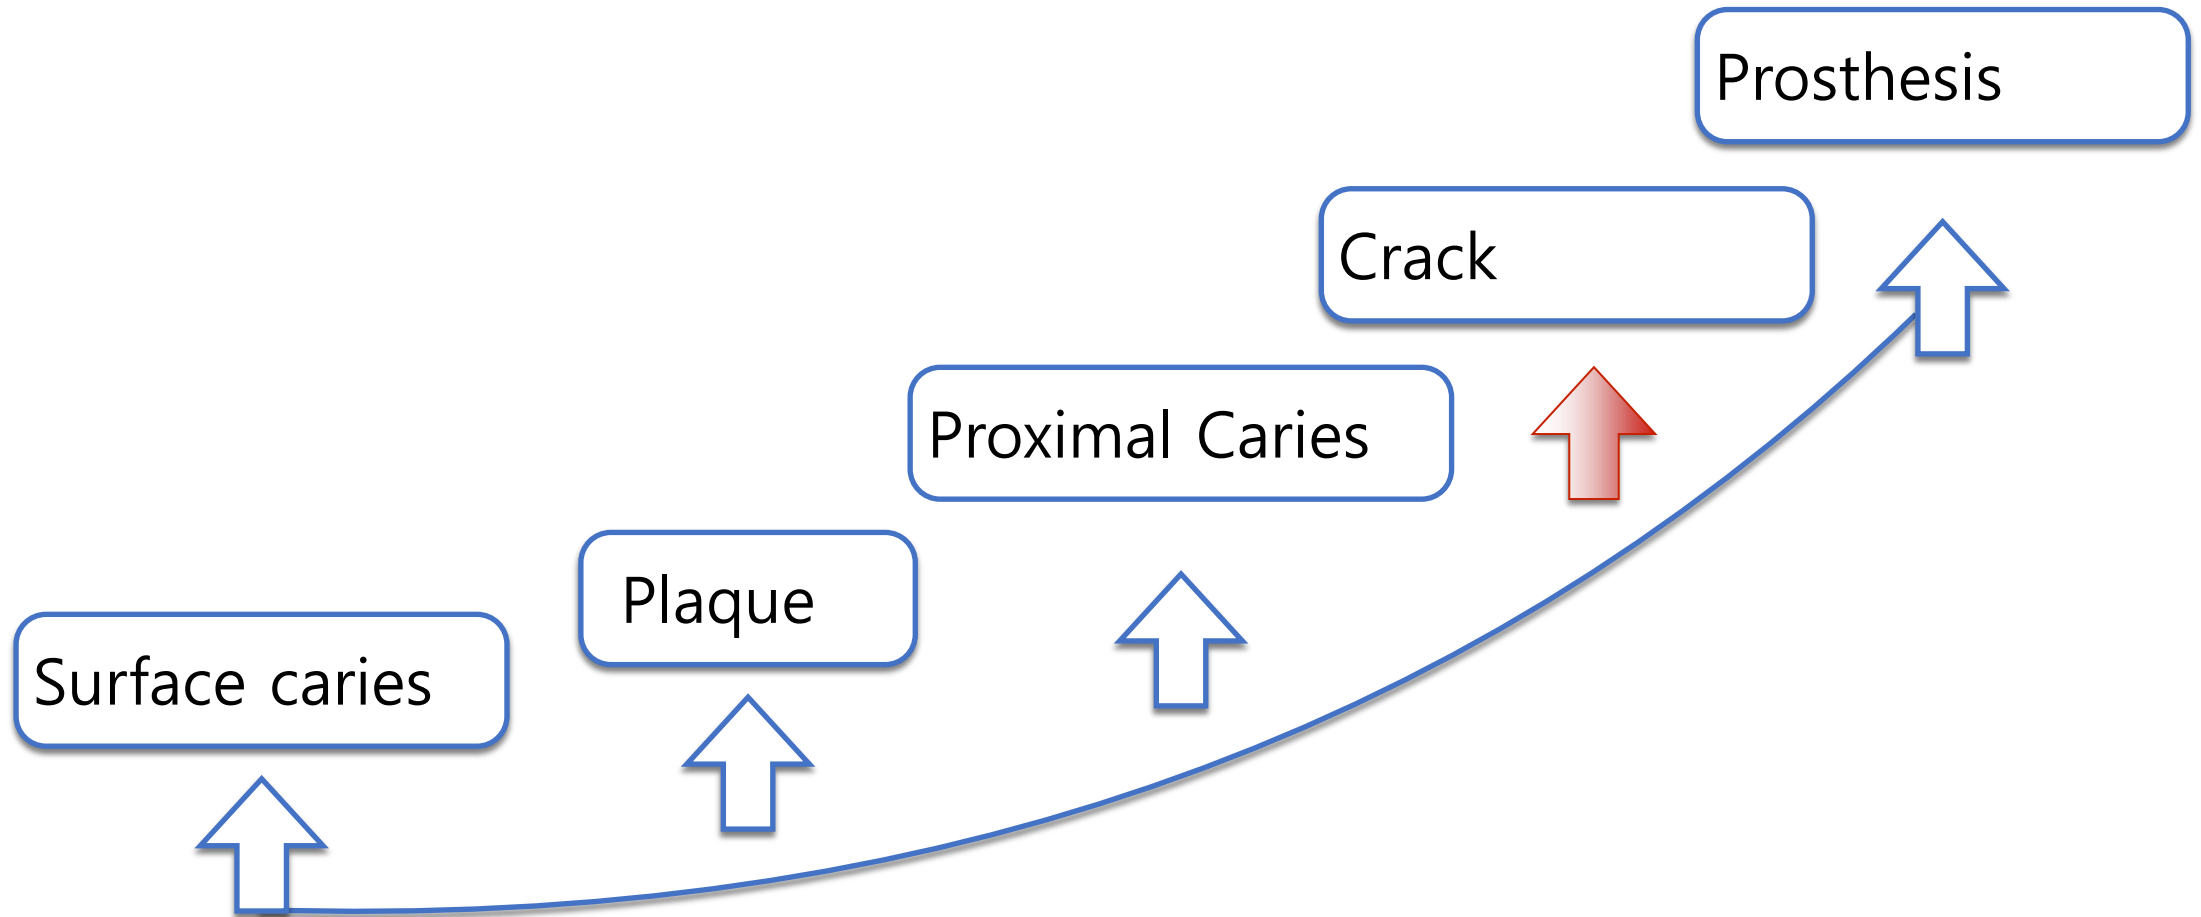 Prosthesis
Crack
Proximal Caries
Plaque
Surface caries